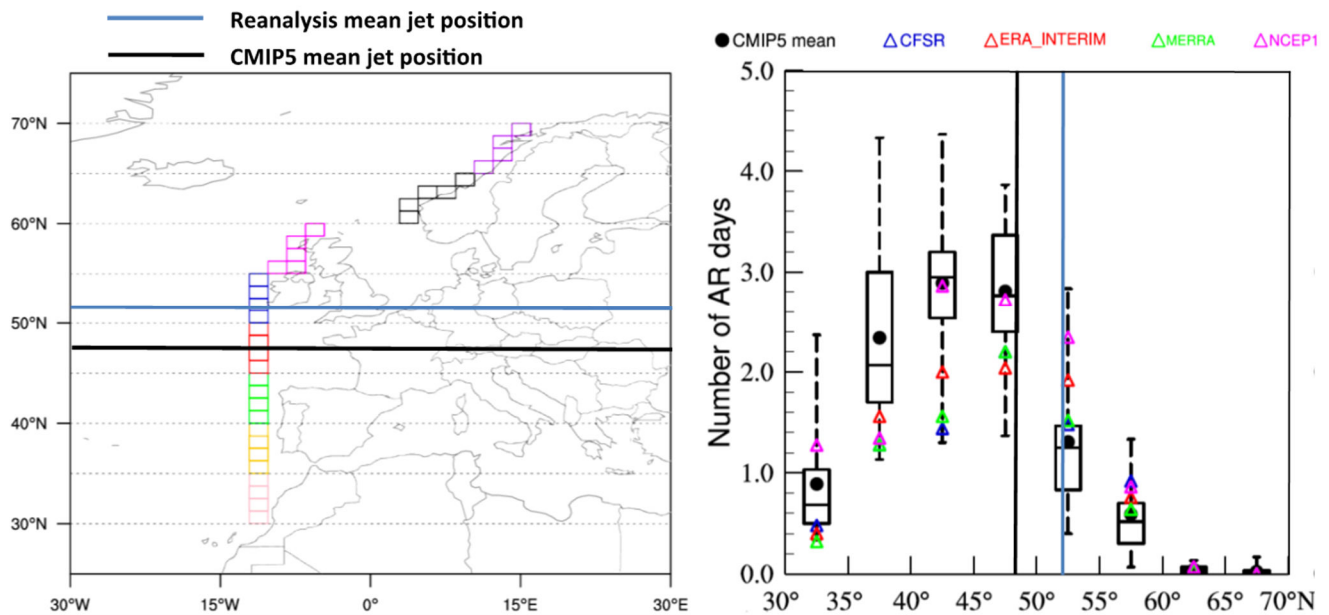 Reanalysis mean jet position
CMIP5 mean jet position
70°N
60°N
50°N
40°N
30°N
30°W 15°W 0° 15°E 30°E
CMIP5 mean CFSR ERA_INTERIM MERRA NCEP1
Number of AR days
5.0
4.0
3.0
2.0
1.0
0.0
30° 35° 40° 45° 50° 55° 60° 65° 70°N